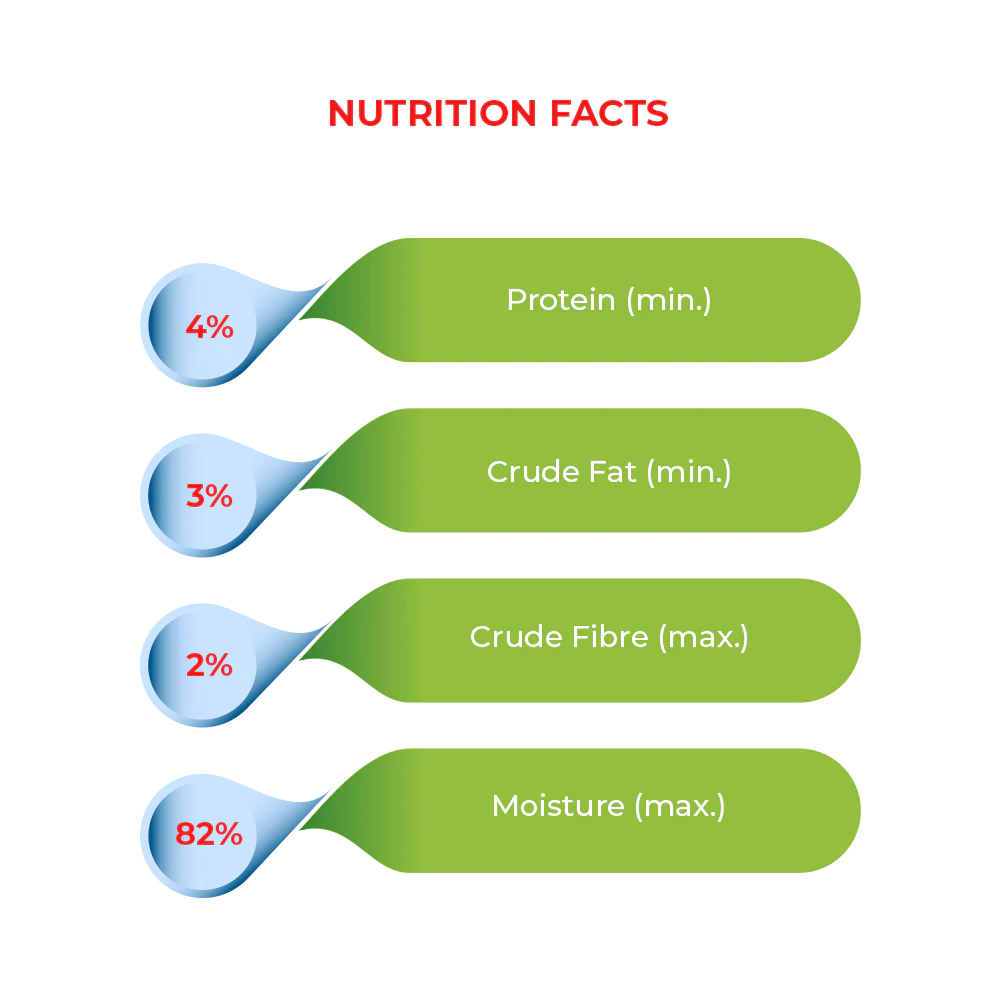 NUTRITION FACTS
4% Protein (min.)
3% Crude Fat (min.)
2% Crude Fibre (max.)
82% Moisture (max.)